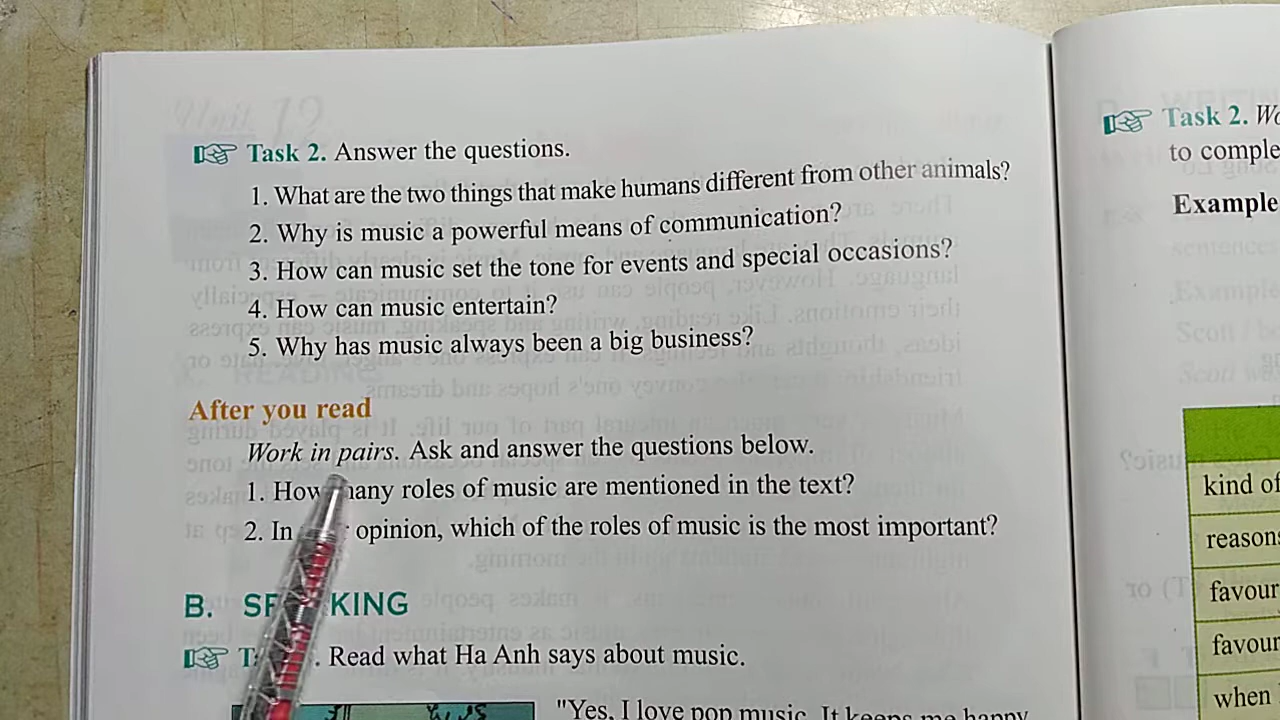 Task 2. Answer the questions.
1. What are the two things that make humans different from other animals?
2. Why is music a powerful means of communication?
3. How can music set the tone for events and special occasions?
4. How can music entertain?
5. Why has music always been a big business?
After you read
Work in pairs. Ask and answer the questions below.
1. How many roles of music are mentioned in the text?
2. In opinion, which of the roles of music is the most important?
B. SPEAKING
. Read what Ha Anh says about music.
"Yes, I love pop music. It keeps me happy
Task 2.
to comple
Example
kind of
reason
favour
favour
when